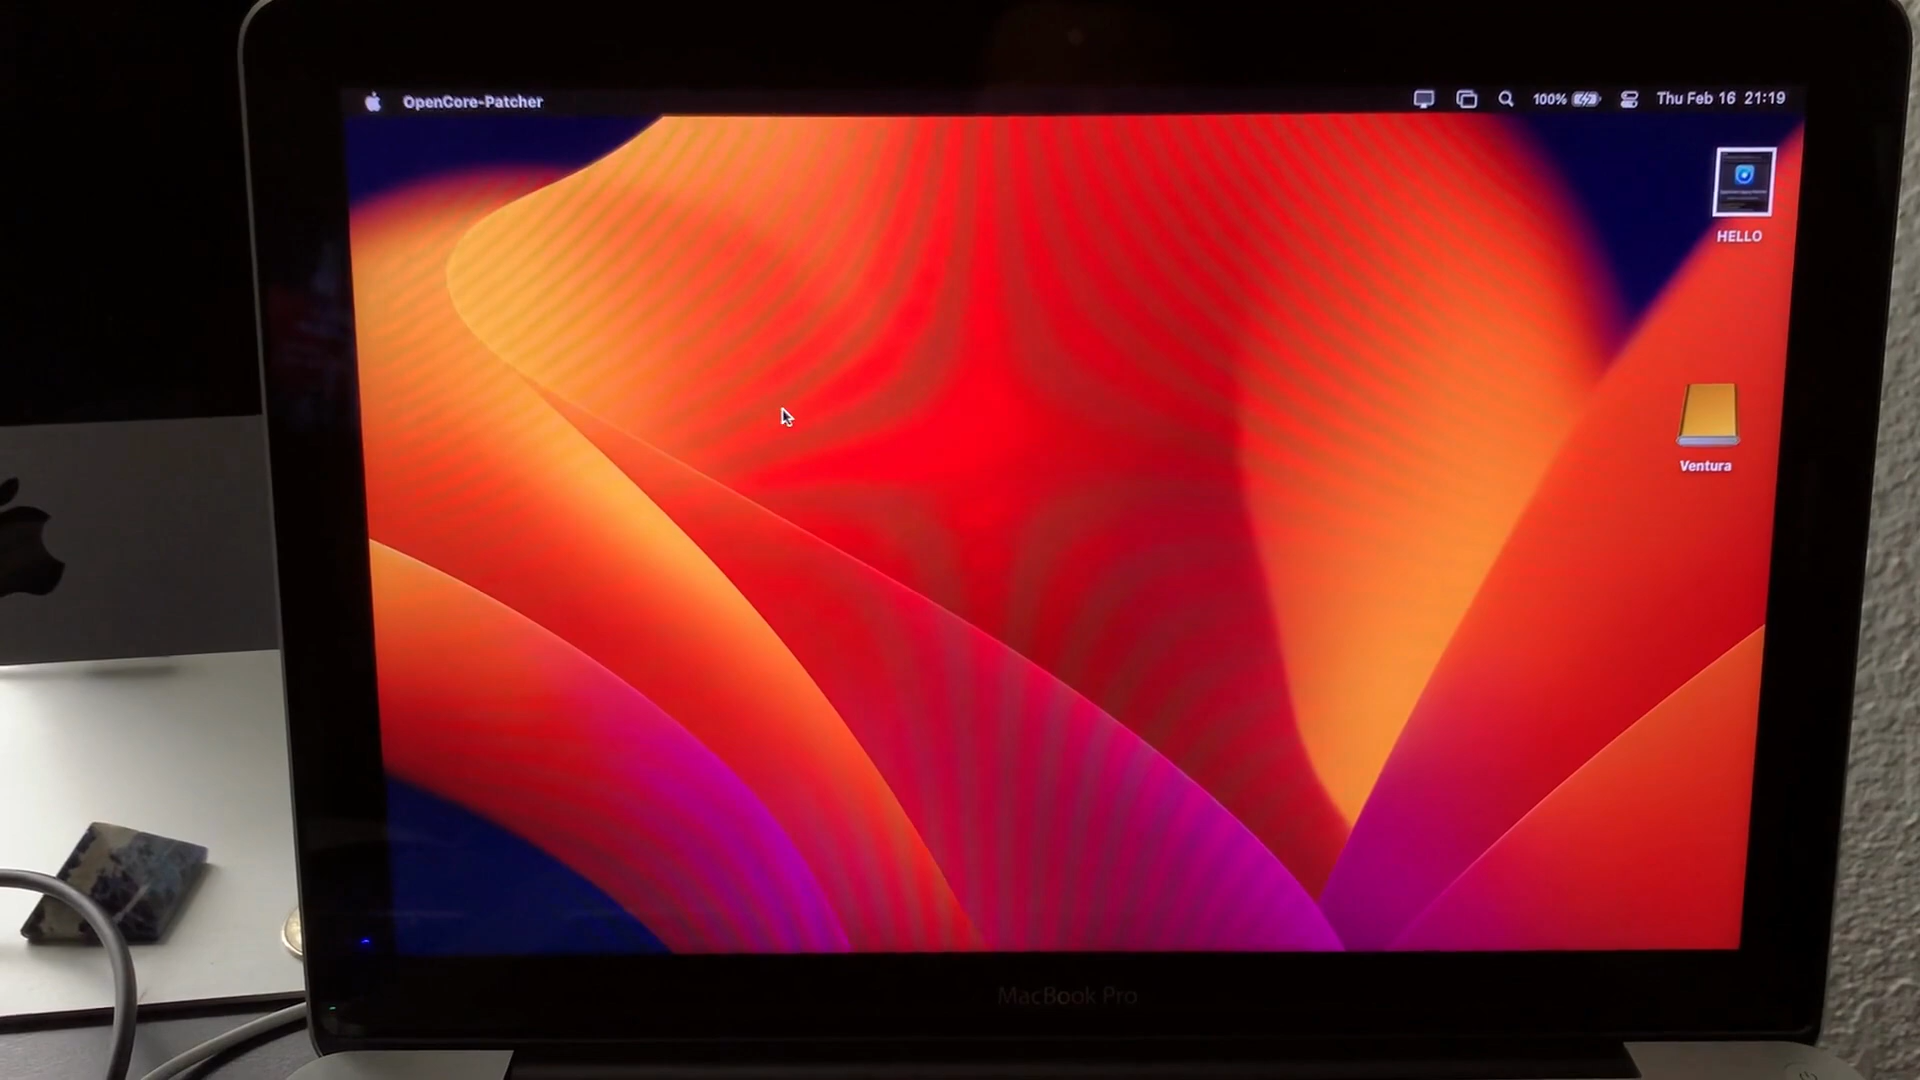 OpenCore-Patcher
100% Thu Feb 16 21:19
HELLO
Ventura
MacBook Pro